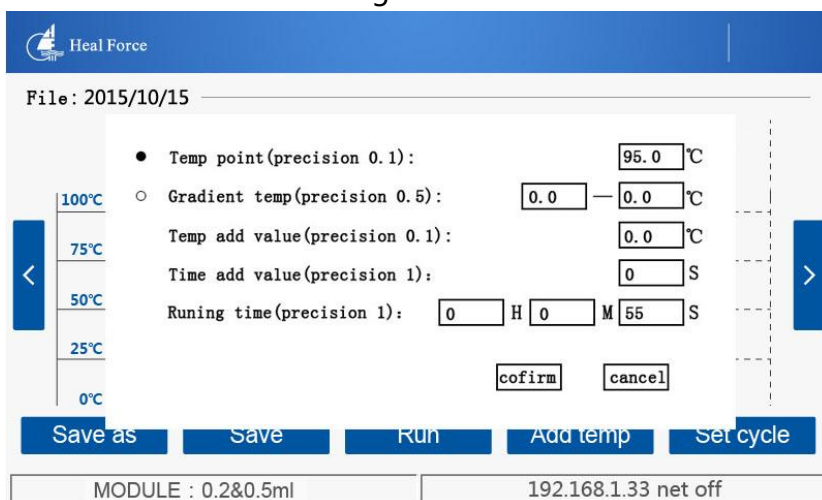 Heal Force
File: 2015/10/15
Temp point(precision 0.1): 95.0 ℃
100℃
Gradient temp(precision 0.5): 0.0 — 0.0 ℃
Temp add value(precision 0.1): 0.0 ℃
75℃
Time add value(precision 1): 0 S
50℃
Runing time(precision 1): 0 H 0 M 55 S
25℃
cofirm cancel
0℃
Save as Save Run Add temp Set cycle
MODULE : 0.2&0.5ml 192.168.1.33 net off